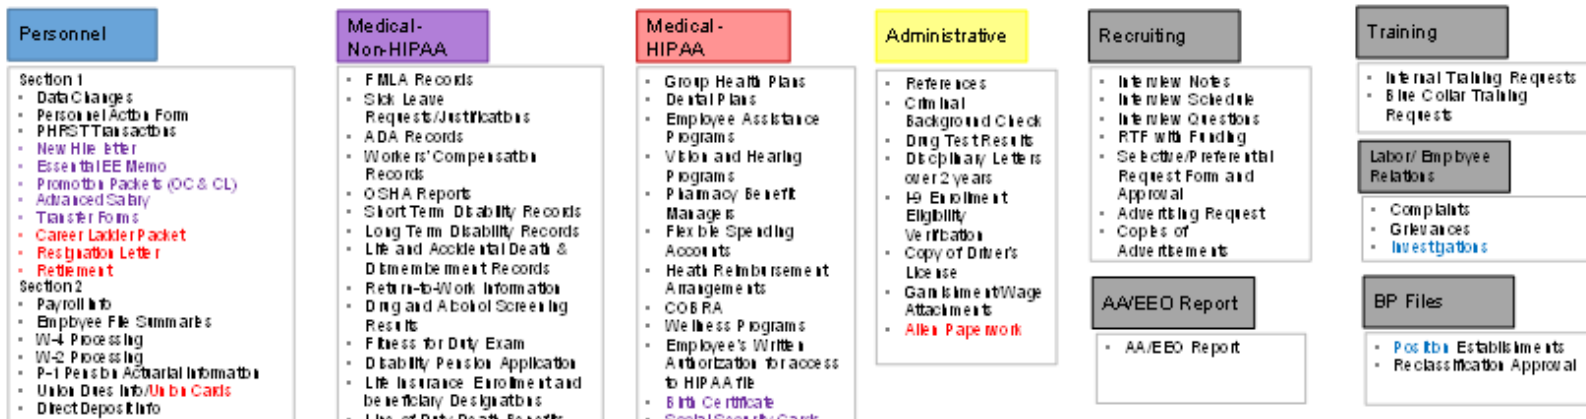 Personnel
Section 1
• Data Changes
• Personnel Action Form
• PHRST Transactions
• New Hire letter
• Essential EE Memo
• Promotion Packets (OC & CL)
• Advanced Salary
• Transfer Forms
• Career Ladder Packet
• Resignation Letter
• Retirement
Section 2
• Payroll Info
• Employee File Summaries
• W-4 Processing
• W-2 Processing
• P-1 Pension Actuarial Information
• Union Dues Info/Union Cards
• Direct Deposit Info
Medical -
Non-HIPAA
• FMLA Records
• Sick Leave
Requests/Justifications
• ADA Records
• Workers' Compensation
Records
• OSHA Reports
• Short Term Disability Records
• Long Term Disability Records
• Life and Accidental Death &
Dismemberment Records
• Return-to-Work Information
• Drug and Alcohol Screening
Results
• Fitness for Duty Exam
• Disability Pension Application
• Life Insurance Enrollment and
beneficiary Designations
• Line of Duty Death Benefits
Medical -
HIPAA
• Group Health Plans
• Dental Plans
• Employee Assistance
Programs
• Vision and Hearing
Programs
• Pharmacy Benefit
Managers
• Flexible Spending
Accounts
• Heath Reimbursement
Arrangements
• COBRA
• Wellness Programs
• Employee's Written
Authorization for access
to HIPAA file
• Birth Certificate
• Social Security Cards
Administrative
• References
• Criminal
Background Check
• Drug Test Results
• Disciplinary Letters
over 2 years
• I-9 Enrollment
Eligibility
Verification
• Copy of Driver's
License
• Garnishment/Wage
Attachments
• Alien Paperwork
Recruiting
• Interview Notes
• Interview Schedule
• Interview Questions
• RTF with Funding
• Selective/Preferential
Request Form and
Approval
• Advertising Request
• Copies of
Advertisements
AA/EEO Report
• AA/EEO Report
Training
• Internal Training Requests
• Blue Collar Training
Requests
Labor/ Employee
Relations
• Complaints
• Grievances
• Investigations
BP Files
• Position Establishments
• Reclassification Approval